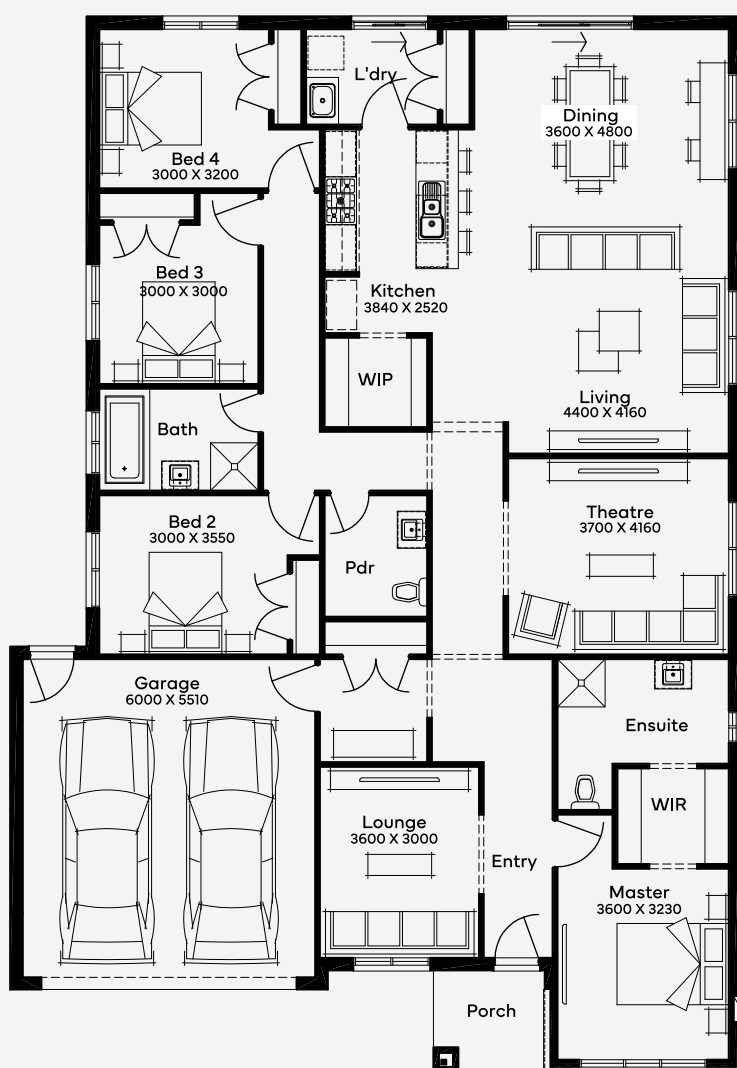 L'dry
Dining
3600 X 4800
Bed 4
3000 X 3200
Bed 3
3000 X 3000
Kitchen
3840 X 2520
WIP
Living
4400 X 4160
Bath
Bed 2
3000 X 3550
Theatre
3700 X 4160
Pdr
Garage
6000 X 5510
Ensuite
WIR
Lounge
3600 X 3000
Entry
Master
3600 X 3230
Porch